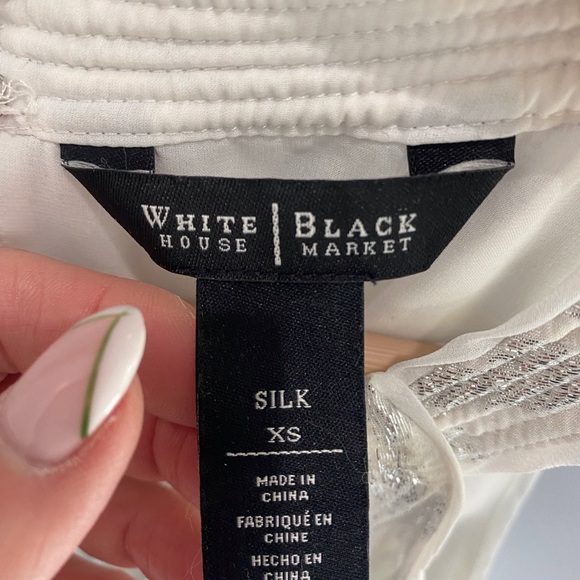 WHITE | BLACK
HOUSE | MARKET
SILK
XS
MADE IN
CHINA
FABRIQUÉ EN
CHINE
HECHO EN